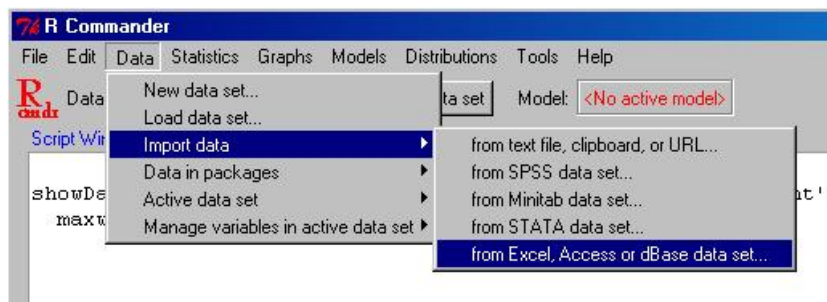 R Commander
File Edit Data Statistics Graphs Models Distributions Tools Help
R cmdr Data ta set Model: <No active model>
New data set...
Load data set...
Import data
Data in packages
Active data set
Manage variables in active data set
from text file, clipboard, or URL...
from SPSS data set...
from Minitab data set...
from STATA data set...
from Excel, Access or dBase data set...
Script Wi
showDa nt'
maxw